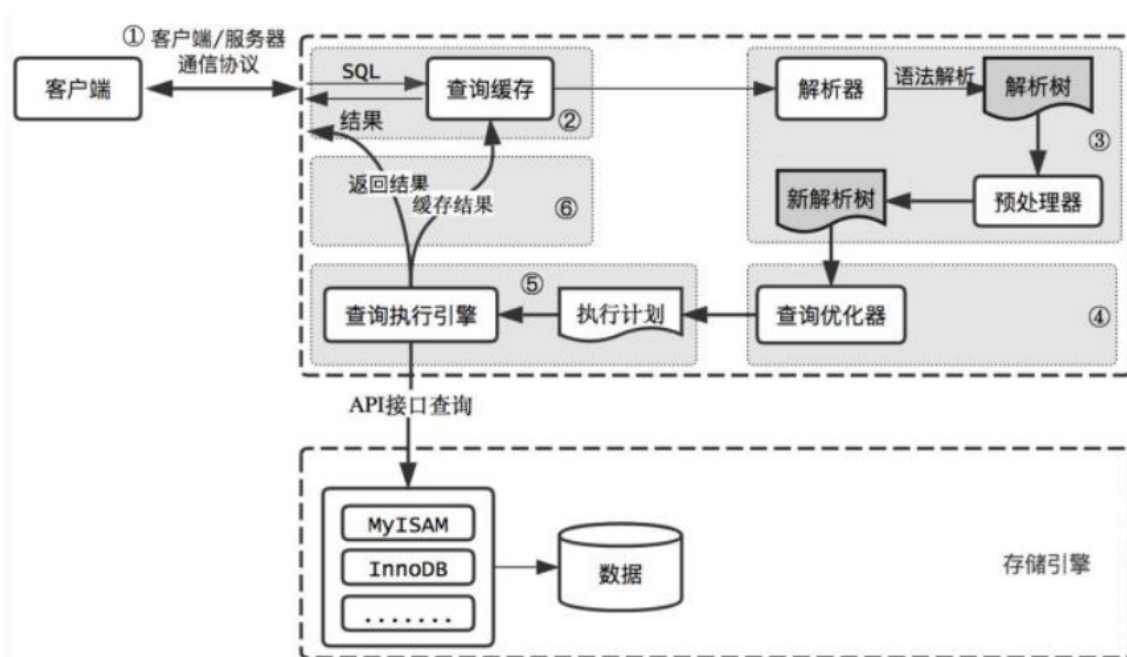 ① 客户端/服务器
通信协议
客户端
SQL
查询缓存
结果
②
解析器
语法解析
解析树
③
新解析树
预处理器
返回结果
缓存结果
⑥
查询执行引擎
⑤
执行计划
查询优化器
④
API接口查询
MyISAM
InnoDB
.......
数据
存储引擎